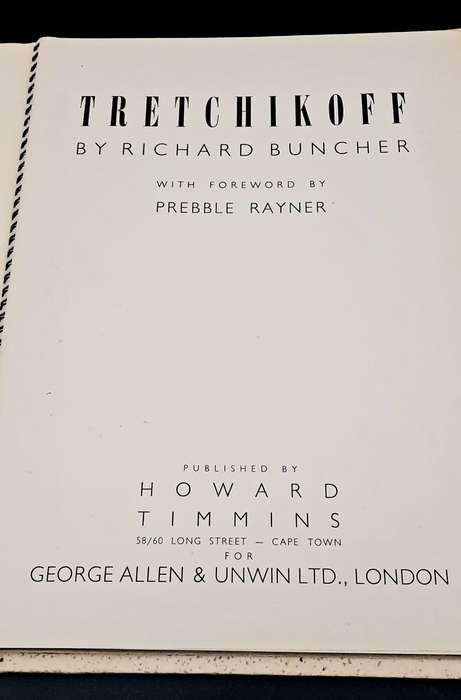 TRETCHIKOFF
BY RICHARD BUNCHER
WITH FOREWORD BY
PREBBLE RAYNER
PUBLISHED BY
HOWARD
TIMMINS
58/60 LONG STREET — CAPE TOWN
FOR
GEORGE ALLEN & UNWIN LTD., LONDON